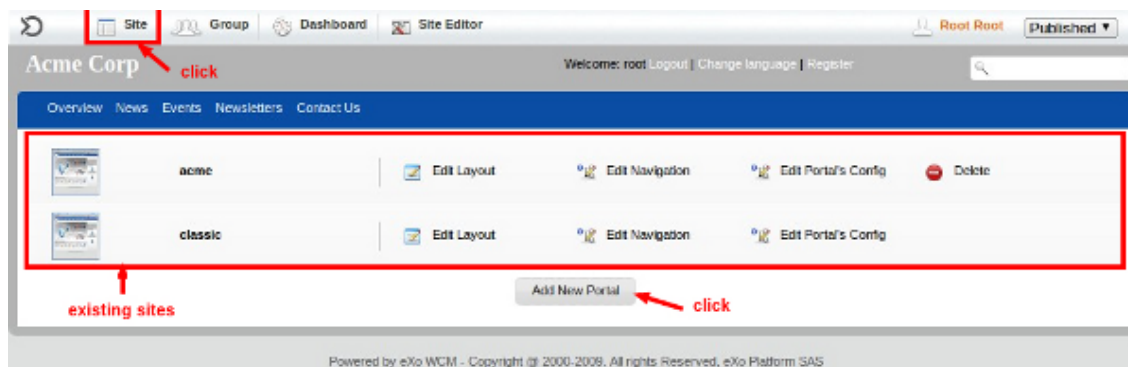 Site Group Dashboard Site Editor Root Root Published
click
Acme Corp Welcome: root Logout | Change language | Register
Overview News Events Newsletters Contact Us
acme Edit Layout Edit Navigation Edit Portal's Config Delete
classic Edit Layout Edit Navigation Edit Portal's Config
existing sites
Add New Portal
click
Powered by eXo WCM - Copyright @ 2000-2009. All rights Reserved, eXo Platform SAS